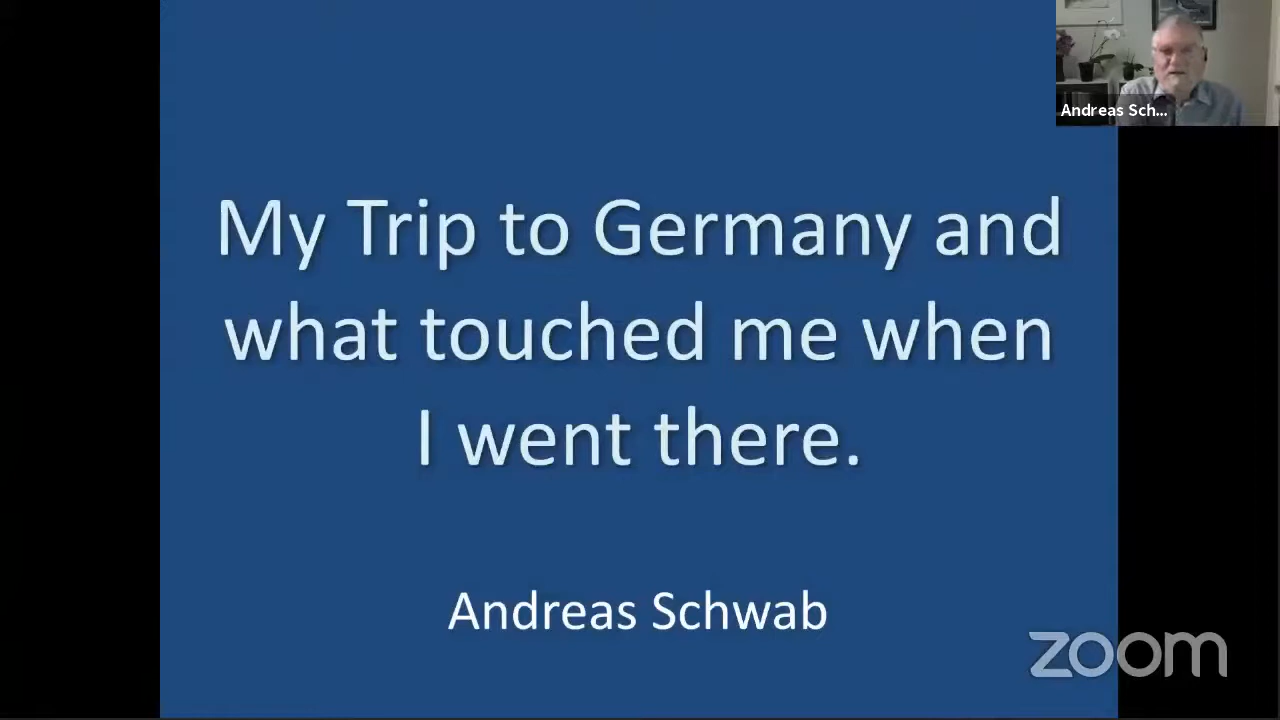 Andreas Sch...
My Trip to Germany and
what touched me when
I went there.
Andreas Schwab
zoom